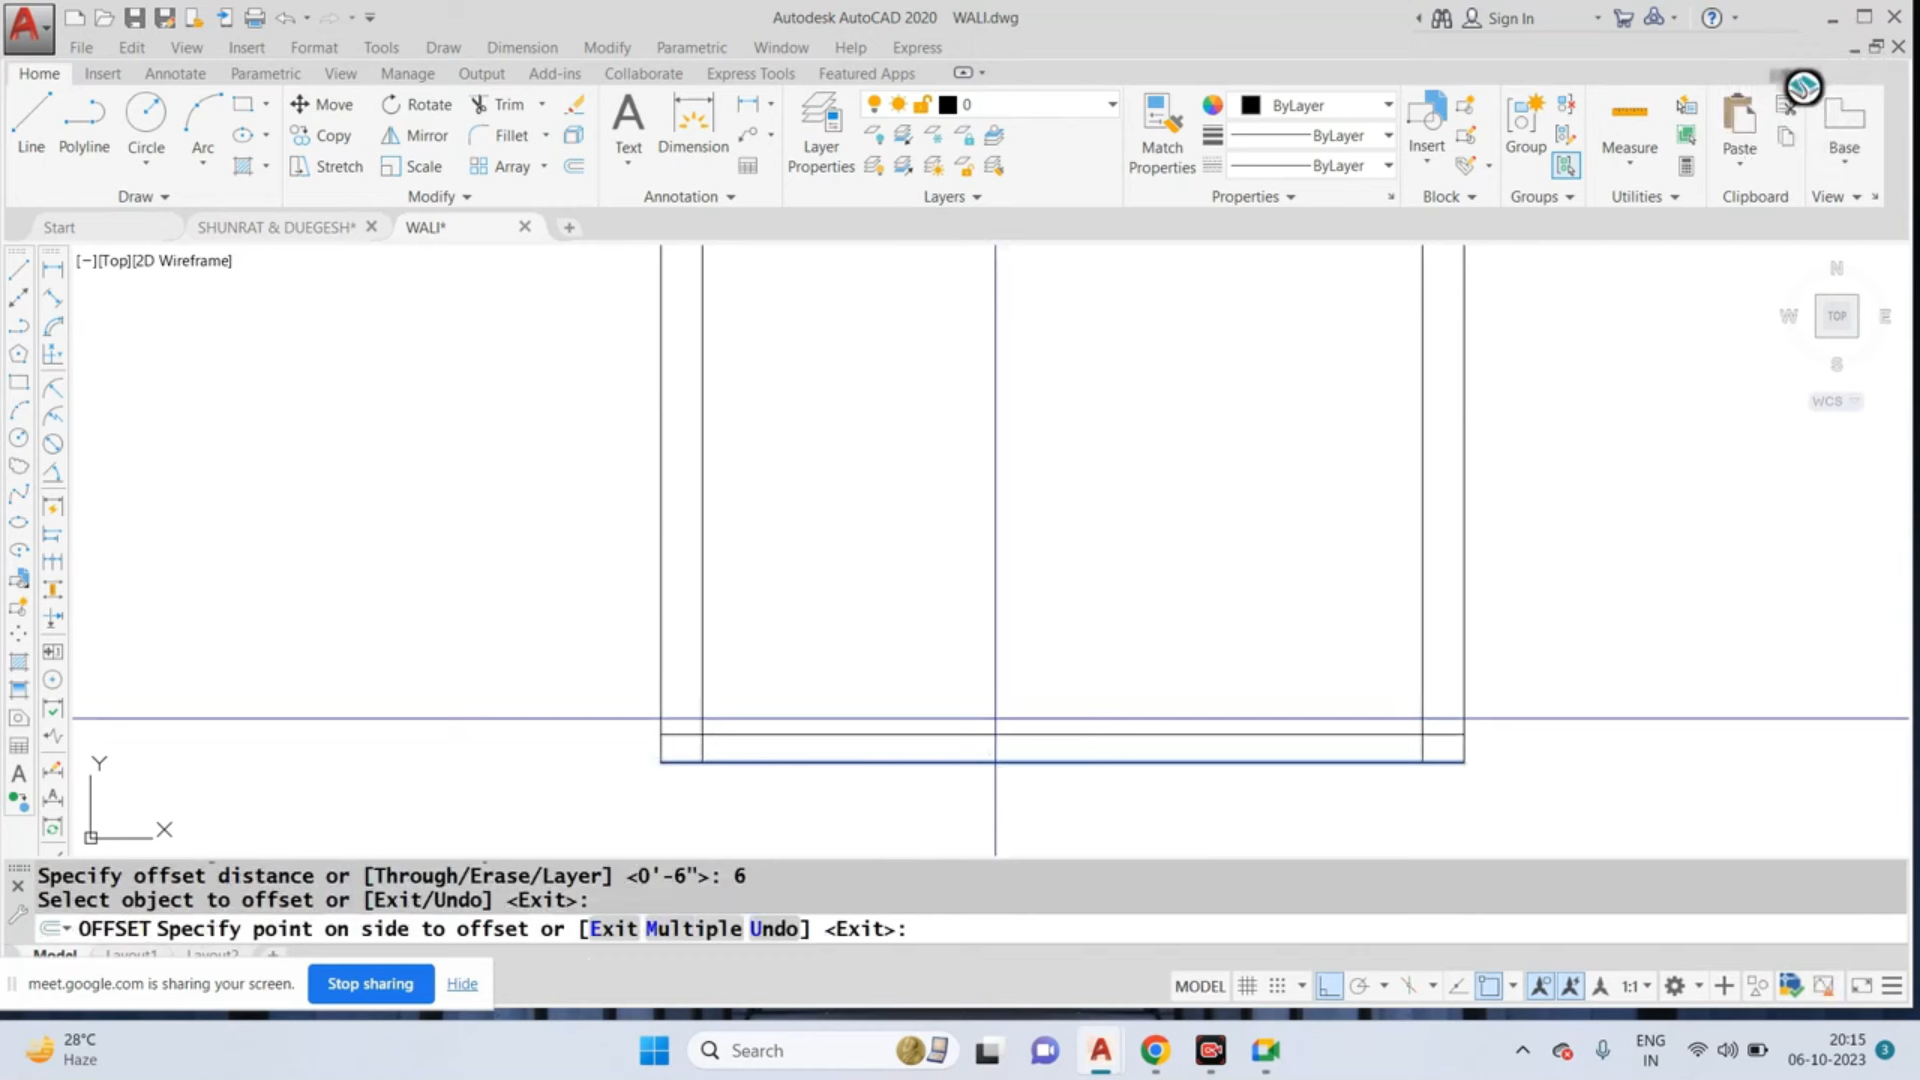 Autodesk AutoCAD 2020 WALI.dwg
Sign In
File Edit View Insert Format Tools Draw Dimension Modify Parametric Window Help Express
Home Insert Annotate Parametric View Manage Output Add-ins Collaborate Express Tools Featured Apps
Line Polyline Circle Arc
Move Rotate Trim
Copy Mirror Fillet
Stretch Scale Array
Text Dimension
Layer Properties
0
Match Properties
ByLayer
ByLayer
ByLayer
Insert
Group
Measure
Paste
Base
Draw Modify Annotation Layers Properties Block Groups Utilities Clipboard View
Start SHUNRAT & DUEGESH* WALI*
[−][Top][2D Wireframe]
N
W TOP E
S
WCS
Y
X
Specify offset distance or [Through/Erase/Layer] <0'-6">: 6
Select object to offset or [Exit/Undo] <Exit>:
OFFSET Specify point on side to offset or [Exit Multiple Undo] <Exit>:
Model Layout1 Layout2
meet.google.com is sharing your screen. Stop sharing Hide
MODEL 1:1
28°C
Haze
Search
ENG
IN
20:15
06-10-2023
3